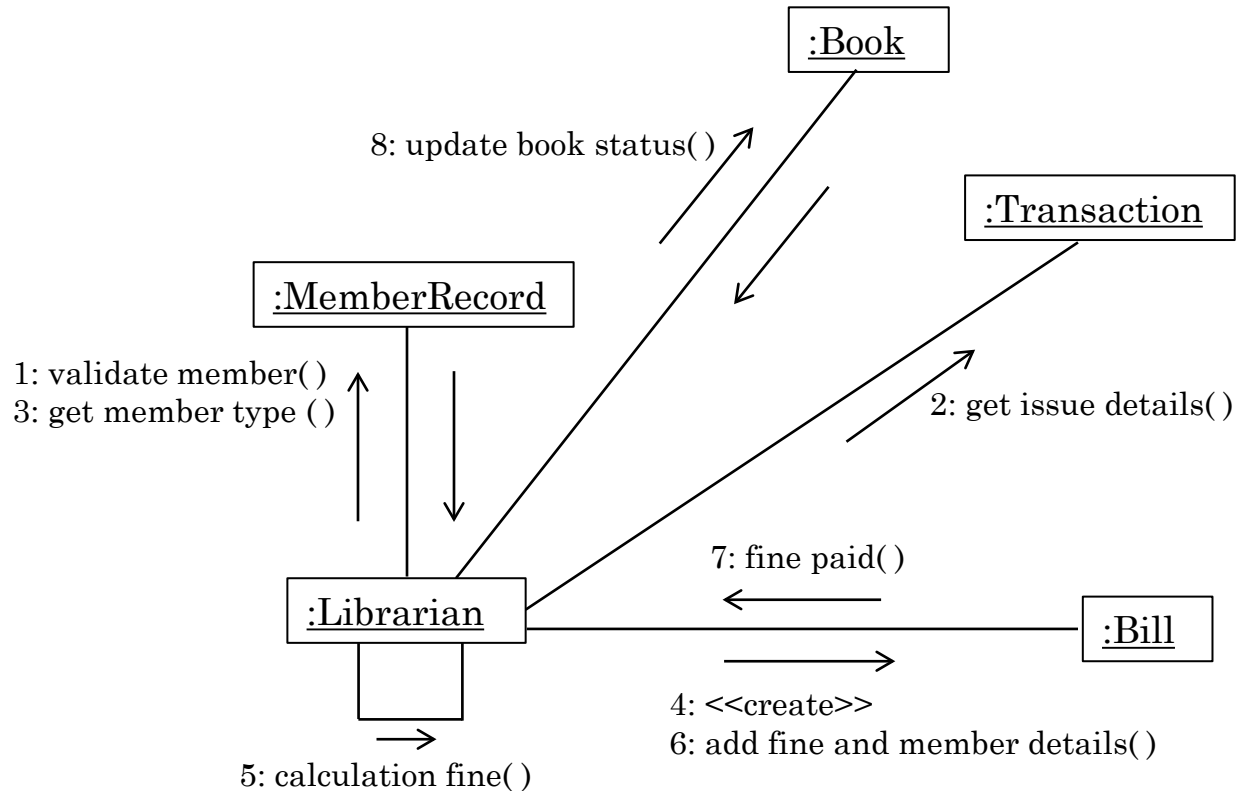 :Book
8: update book status( )
:Transaction
:MemberRecord
1: validate member( )
3: get member type ( )
2: get issue details( )
7: fine paid( )
:Librarian
:Bill
4: <<create>>
6: add fine and member details( )
5: calculation fine( )